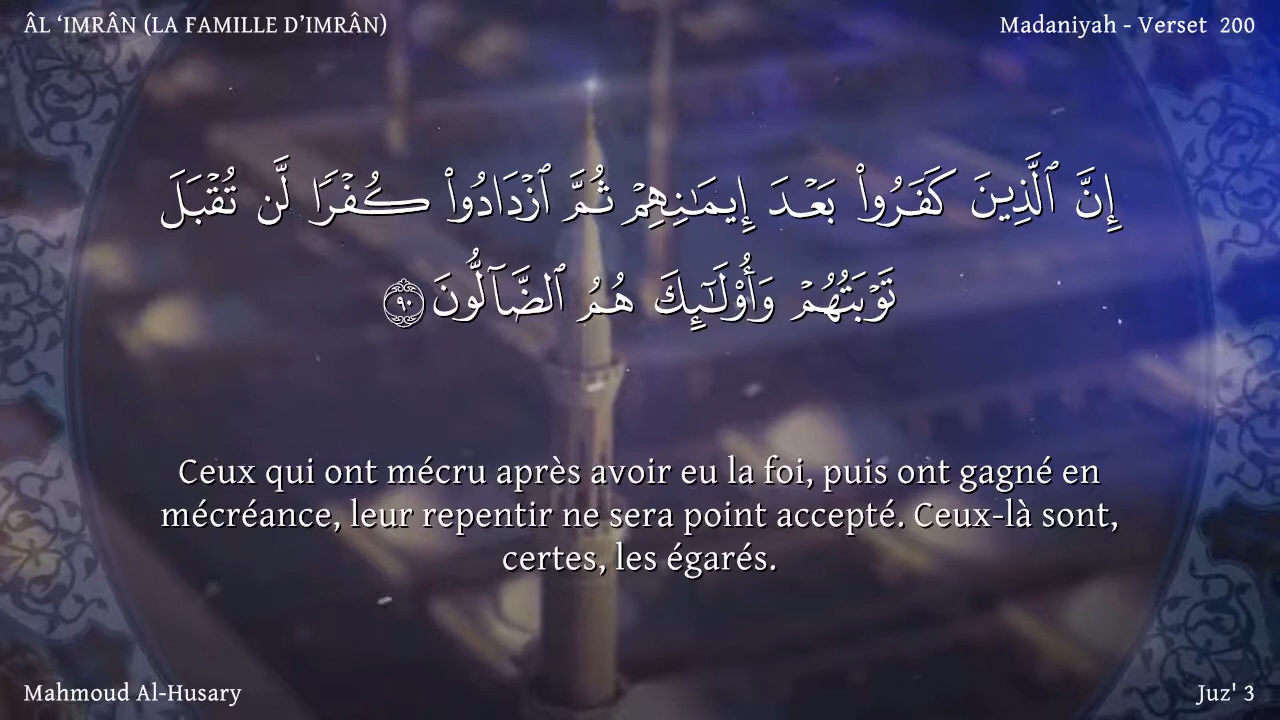 ÂL ‘IMRÂN (LA FAMILLE D’IMRÂN)
Madaniyah - Verset 200
إِنَّ ٱلَّذِينَ كَفَرُوا۟ بَعْدَ إِيمَـٰنِهِمْ ثُمَّ ٱزْدَادُوا۟ كُفْرًا لَّن تُقْبَلَ
تَوْبَتُهُمْ وَأُو۟لَـٰٓئِكَ هُمُ ٱلضَّآلُّونَ ٩٠
Ceux qui ont mécru après avoir eu la foi, puis ont gagné en
mécréance, leur repentir ne sera point accepté. Ceux-là sont,
certes, les égarés.
Mahmoud Al-Husary
Juz' 3